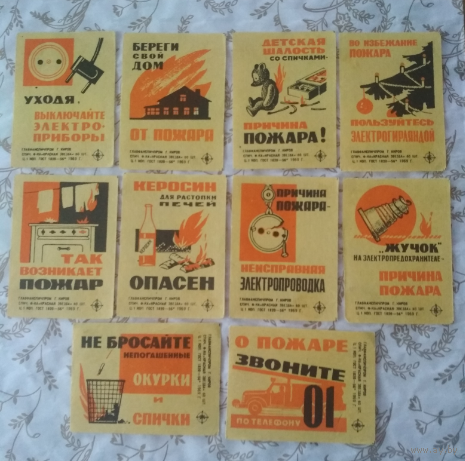 УХОДЯ,
ВЫКЛЮЧАЙТЕ
ЭЛЕКТРО-
ПРИБОРЫ
БЕРЕГИ
СВОЙ
ДОМ
ОТ ПОЖАРА
ДЕТСКАЯ
ШАЛОСТЬ
СО СПИЧКАМИ-
ПРИЧИНА
ПОЖАРА!
ВО ИЗБЕЖАНИЕ
ПОЖАРА
ПОЛЬЗУЙТЕСЬ
ЭЛЕКТРОГИРЛЯНДОЙ
ТАК
ВОЗНИКАЕТ
ПОЖАР
КЕРОСИН
ДЛЯ РАСТОПКИ
ПЕЧЕЙ
ОПАСЕН
ПРИЧИНА
ПОЖАРА-
НЕИСПРАВНАЯ
ЭЛЕКТРОПРОВОДКА
„ЖУЧОК"
НА ЭЛЕКТРОПРЕДОХРАНИТЕЛЕ-
ПРИЧИНА
ПОЖАРА
НЕ БРОСАЙТЕ
НЕПОГАШЕННЫЕ
ОКУРКИ
И
СПИЧКИ
О ПОЖАРЕ
ЗВОНИТЕ
ПО ТЕЛЕФОНУ
01